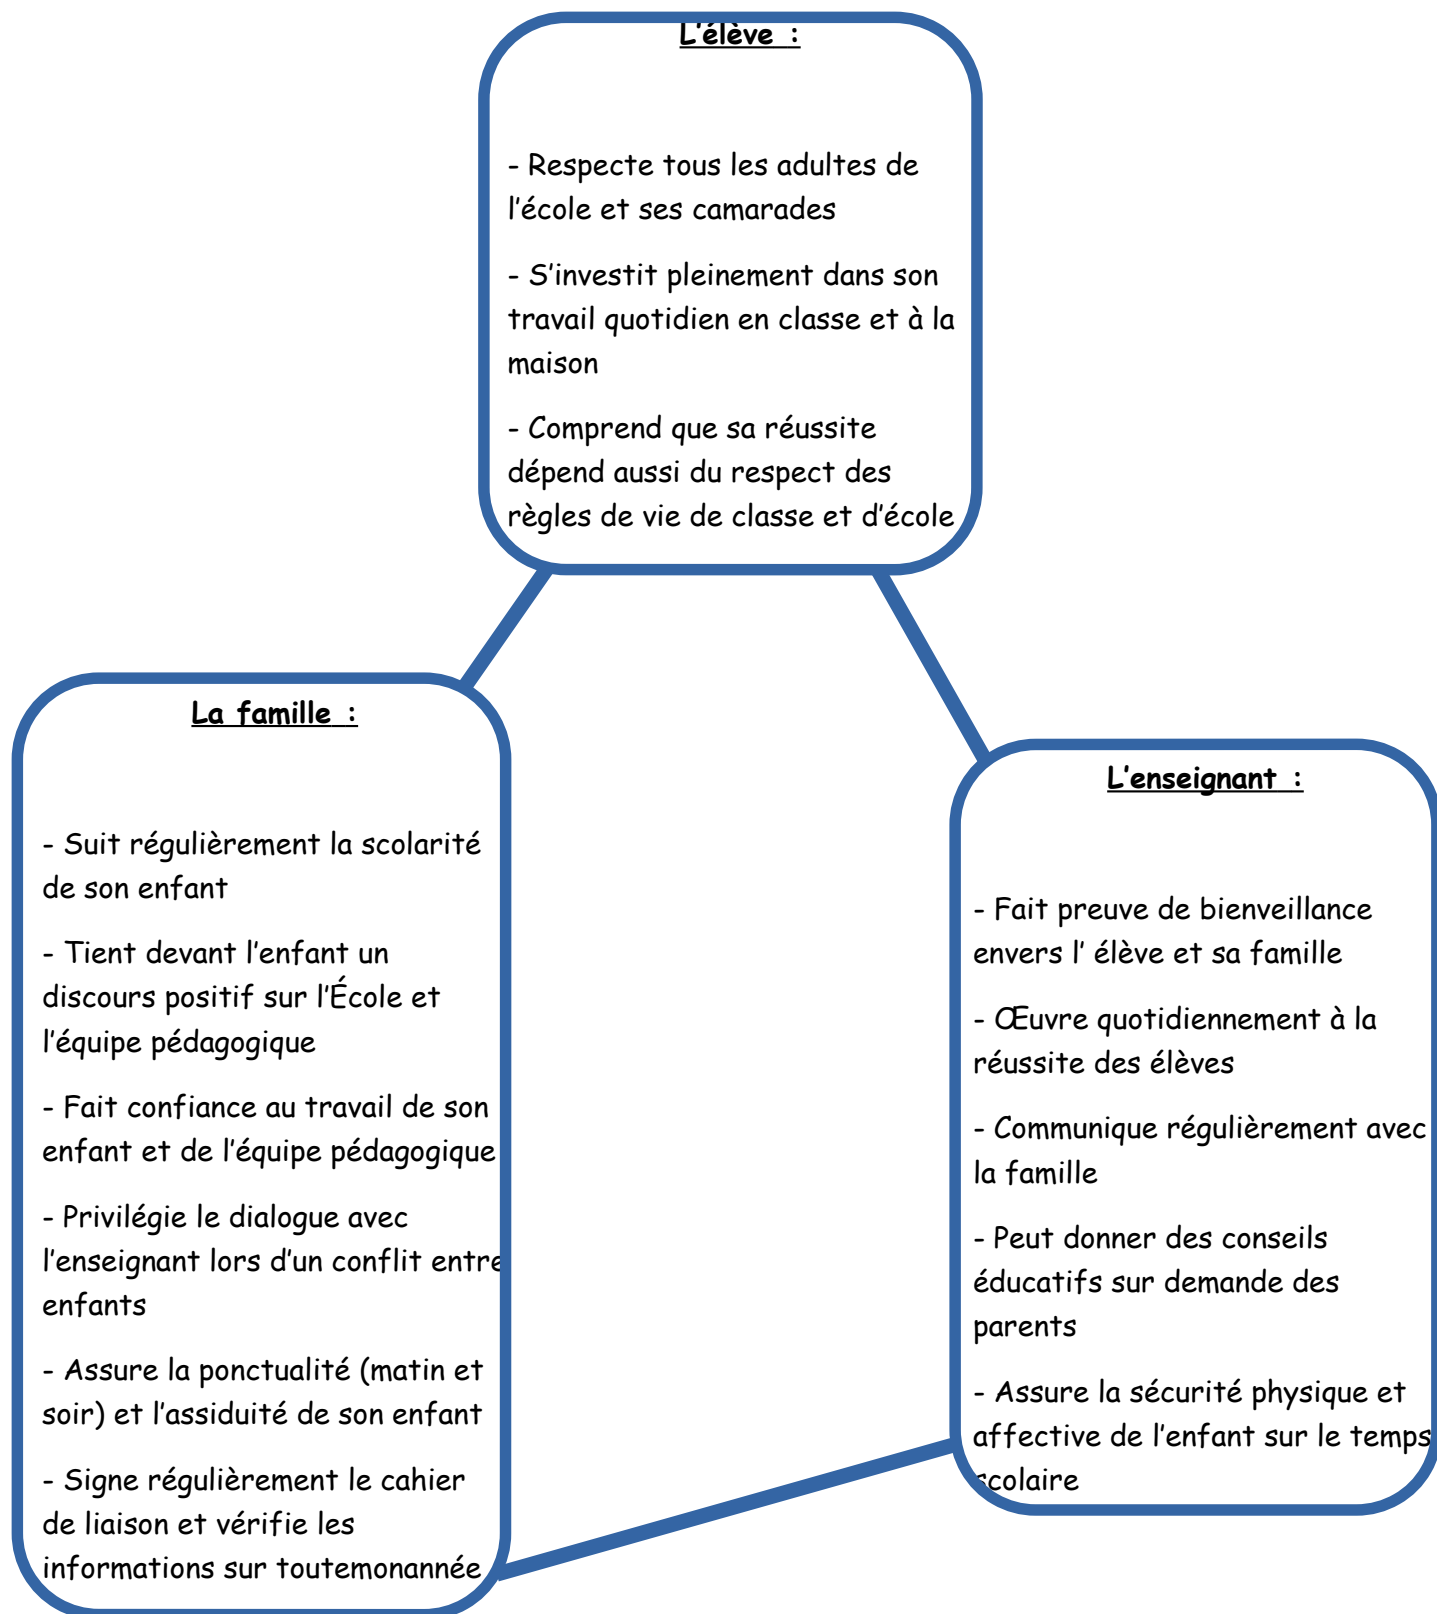 L'élève :
- Respecte tous les adultes de
l'école et ses camarades
- S'investit pleinement dans son
travail quotidien en classe et à la
maison
- Comprend que sa réussite
dépend aussi du respect des
règles de vie de classe et d'école
La famille :
- Suit régulièrement la scolarité
de son enfant
- Tient devant l'enfant un
discours positif sur l'École et
l'équipe pédagogique
- Fait confiance au travail de son
enfant et de l'équipe pédagogique
- Privilégie le dialogue avec
l'enseignant lors d'un conflit entre
enfants
- Assure la ponctualité (matin et
soir) et l'assiduité de son enfant
- Signe régulièrement le cahier
de liaison et vérifie les
informations sur toutemonannée
L'enseignant :
- Fait preuve de bienveillance
envers l' élève et sa famille
- Œuvre quotidiennement à la
réussite des élèves
- Communique régulièrement avec
la famille
- Peut donner des conseils
éducatifs sur demande des
parents
- Assure la sécurité physique et
affective de l'enfant sur le temps
scolaire